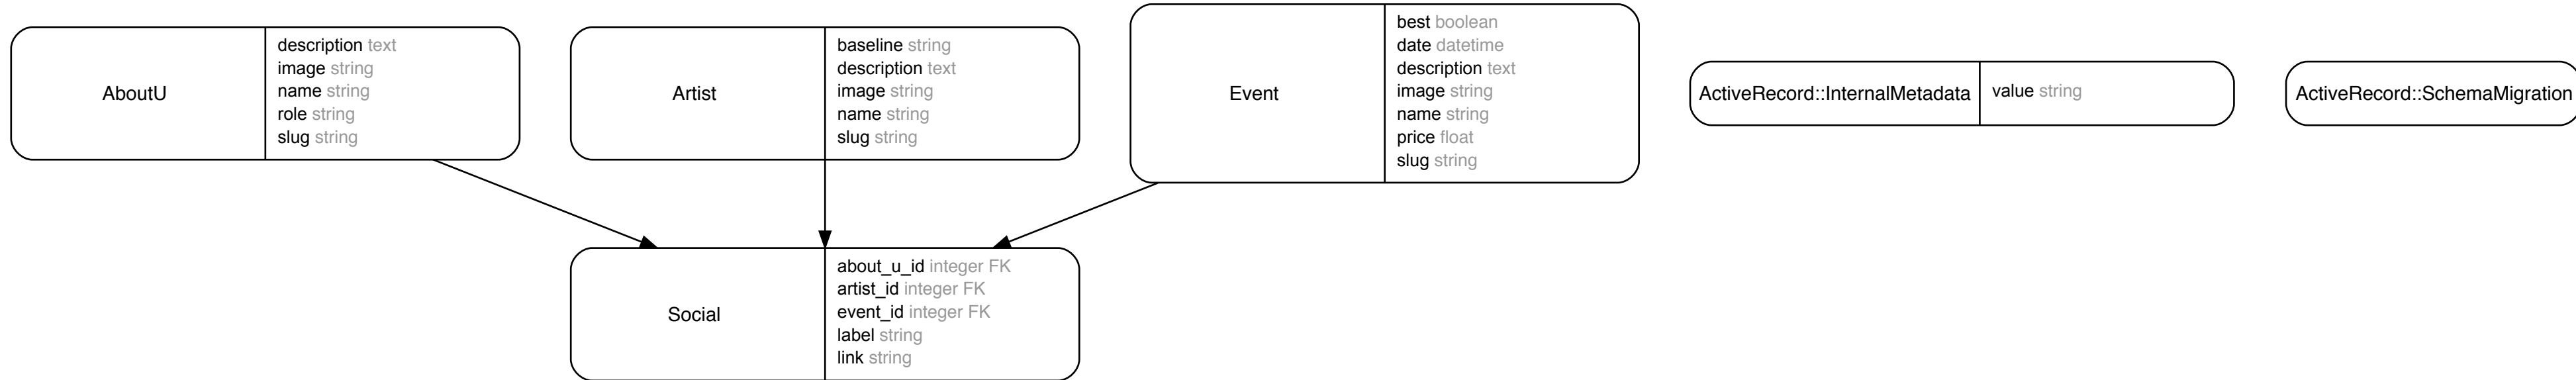 AboutU
description text
image string
name string
role string
slug string
Artist
baseline string
description text
image string
name string
slug string
Event
best boolean
date datetime
description text
image string
name string
price float
slug string
ActiveRecord::InternalMetadata
value string
ActiveRecord::SchemaMigration
Social
about_u_id integer FK
artist_id integer FK
event_id integer FK
label string
link string